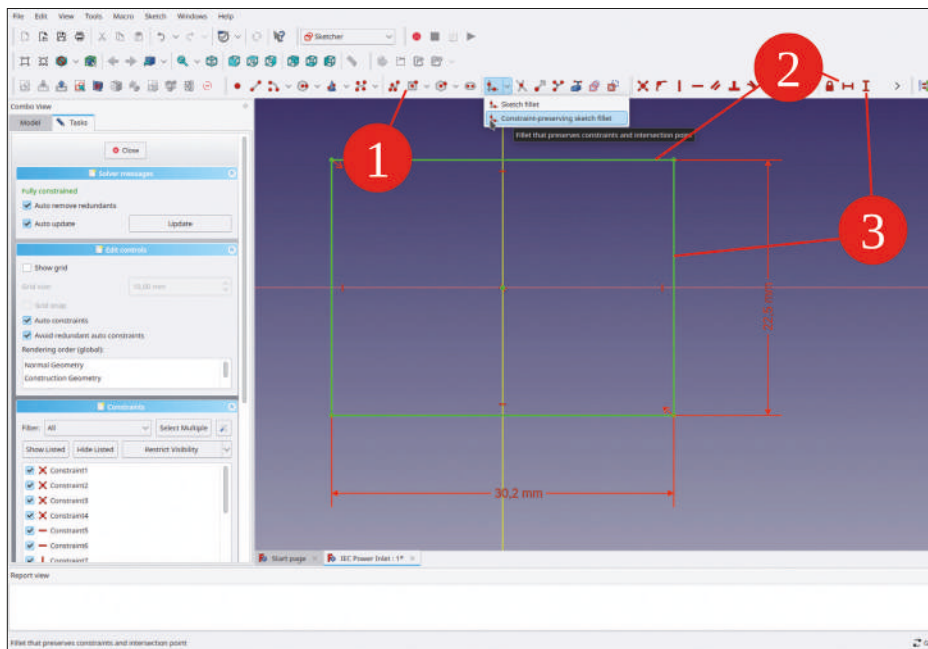 File Edit View Tools Macro Sketch Windows Help
Sketcher
Combo View
Model Tasks
Close
Solver messages
Fully constrained
Auto remove redundants
Auto update Update
Edit controls
Show grid
Grid size 10,00 mm
Grid snap
Auto constraints
Avoid redundant auto constraints
Rendering order (global):
Normal Geometry
Construction Geometry
Constraints
Filter: All Select Multiple
Show Listed Hide Listed Restrict Visibility
Constraint1
Constraint2
Constraint3
Constraint4
Constraint5
Constraint6
Constraint7
Sketch fillet
Constraint-preserving sketch fillet
Fillet that preserves constraints and intersection point
1
2
3
22,5 mm
30,2 mm
Start page
IEC Power Inlet : 1*
Report view
Fillet that preserves constraints and intersection point